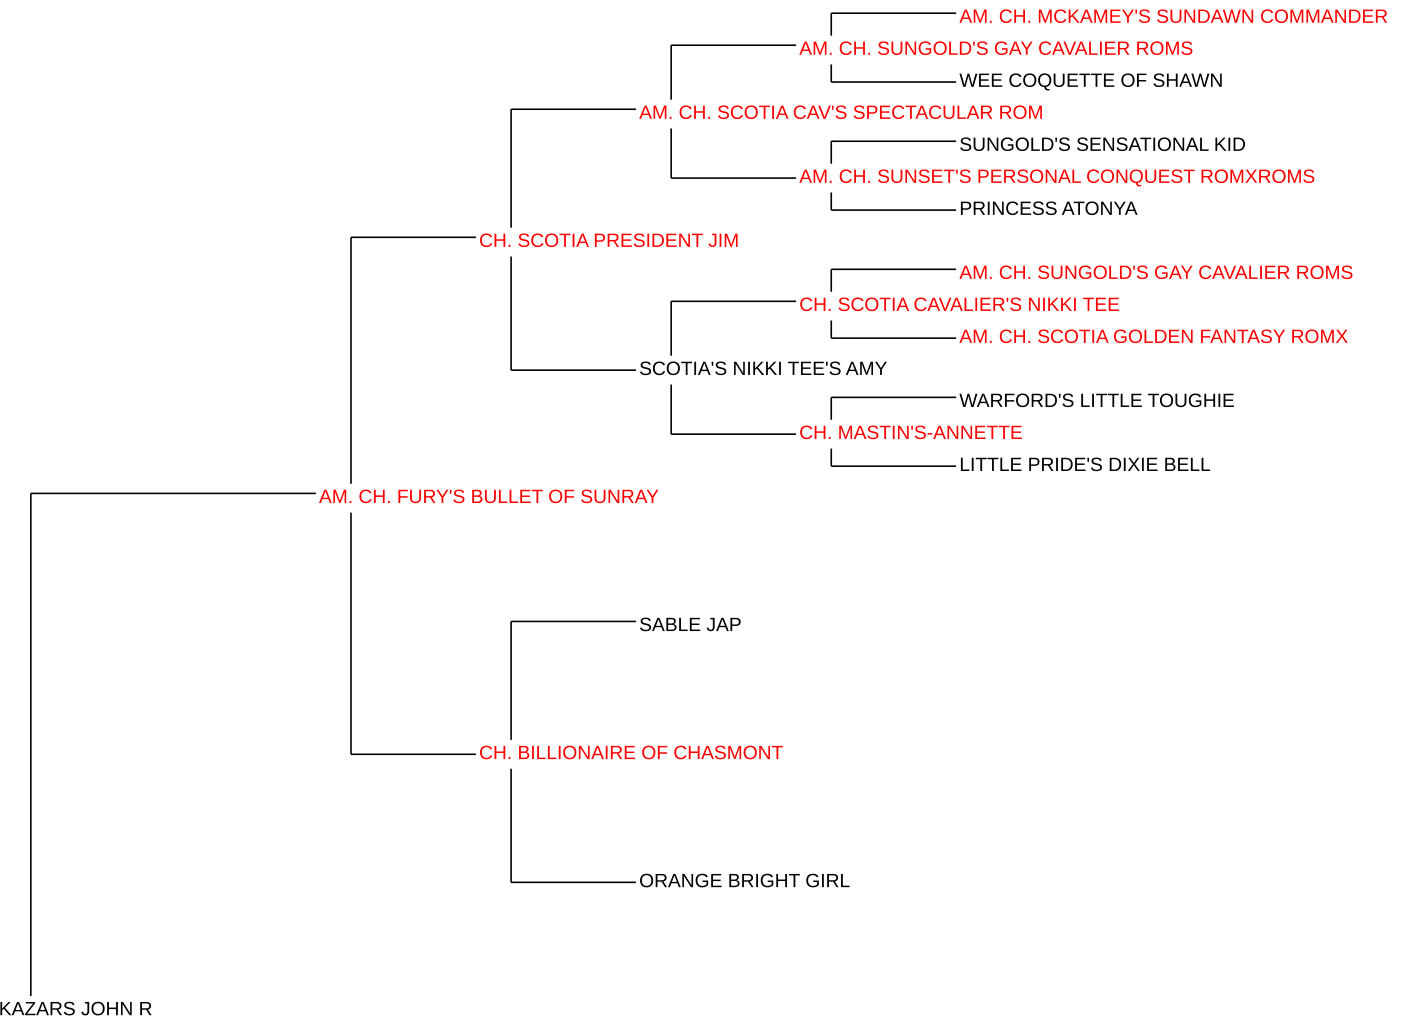 AM. CH. MCKAMEY'S SUNDAWN COMMANDER
AM. CH. SUNGOLD'S GAY CAVALIER ROMS
WEE COQUETTE OF SHAWN
AM. CH. SCOTIA CAV'S SPECTACULAR ROM
SUNGOLD'S SENSATIONAL KID
AM. CH. SUNSET'S PERSONAL CONQUEST ROMXROMS
PRINCESS ATONYA
CH. SCOTIA PRESIDENT JIM
AM. CH. SUNGOLD'S GAY CAVALIER ROMS
CH. SCOTIA CAVALIER'S NIKKI TEE
AM. CH. SCOTIA GOLDEN FANTASY ROMX
SCOTIA'S NIKKI TEE'S AMY
WARFORD'S LITTLE TOUGHIE
CH. MASTIN'S-ANNETTE
LITTLE PRIDE'S DIXIE BELL
AM. CH. FURY'S BULLET OF SUNRAY
SABLE JAP
CH. BILLIONAIRE OF CHASMONT
ORANGE BRIGHT GIRL
KAZARS JOHN R